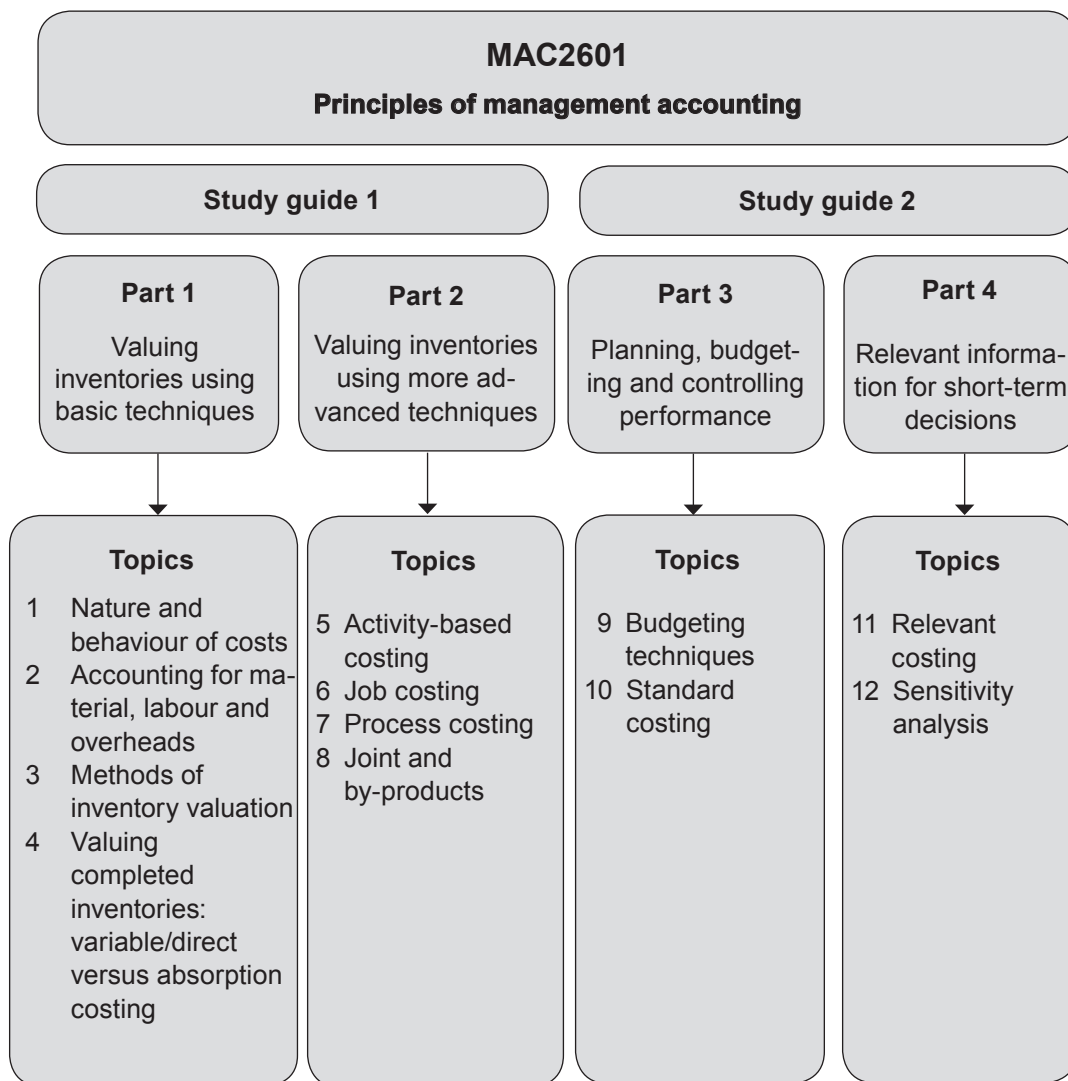 MAC2601
Principles of management accounting
Study guide 1
Study guide 2
Part 1
Valuing
inventories using
basic techniques
Part 2
Valuing inventories
using more ad-
vanced techniques
Part 3
Planning, budget-
ing and controlling
performance
Part 4
Relevant informa-
tion for short-term
decisions
Topics
1 Nature and
behaviour of costs
2 Accounting for ma-
terial, labour and
overheads
3 Methods of
inventory valuation
4 Valuing
completed
inventories:
variable/direct
versus absorption
costing
Topics
5 Activity-based
costing
6 Job costing
7 Process costing
8 Joint and
by-products
Topics
9 Budgeting
techniques
10 Standard
costing
Topics
11 Relevant
costing
12 Sensitivity
analysis